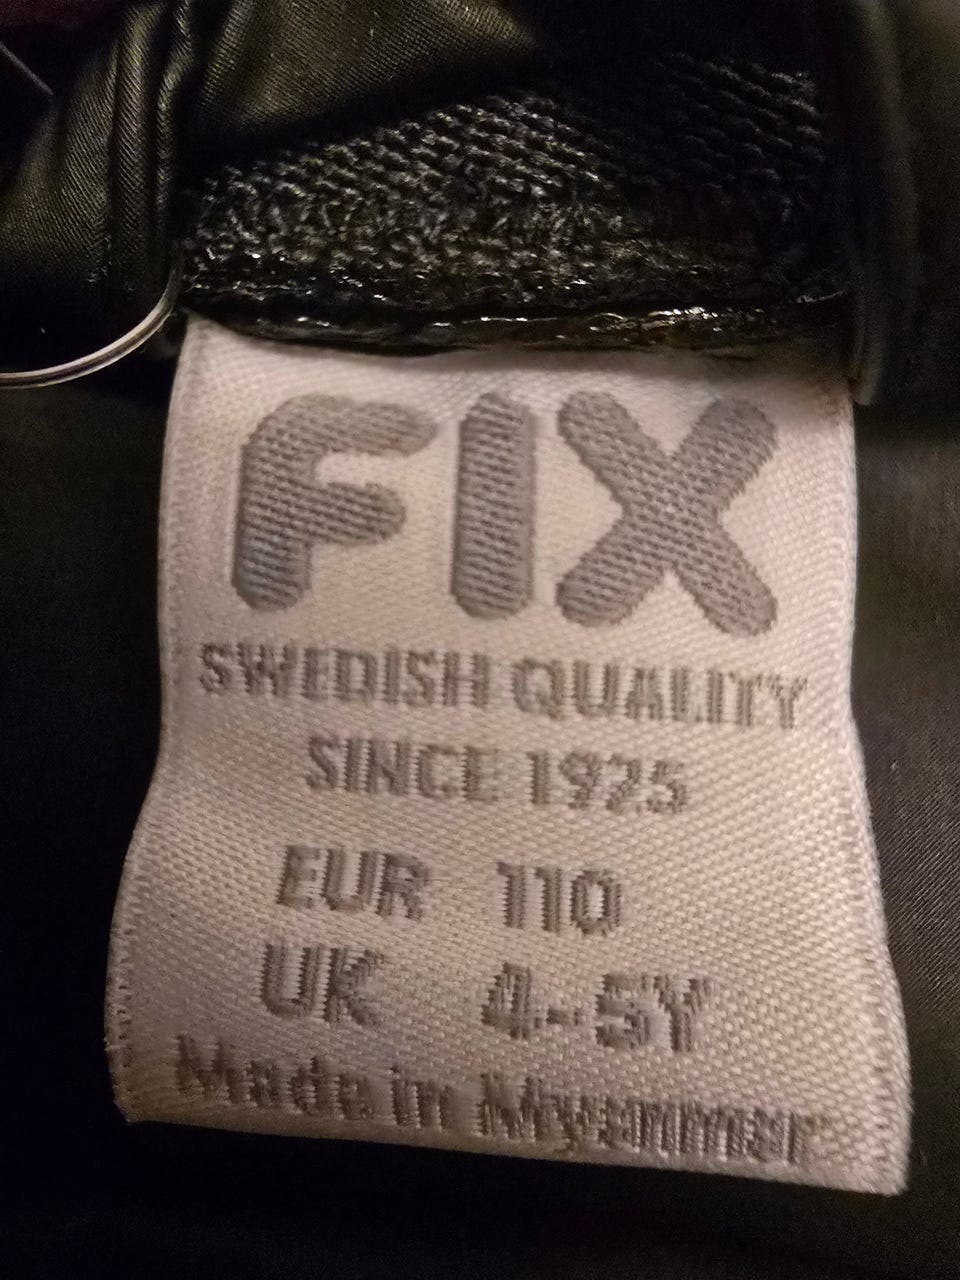 FIX
SWEDISH QUALITY
SINCE 1925
EUR 110
UK 4-5Y
Made in Myanmar